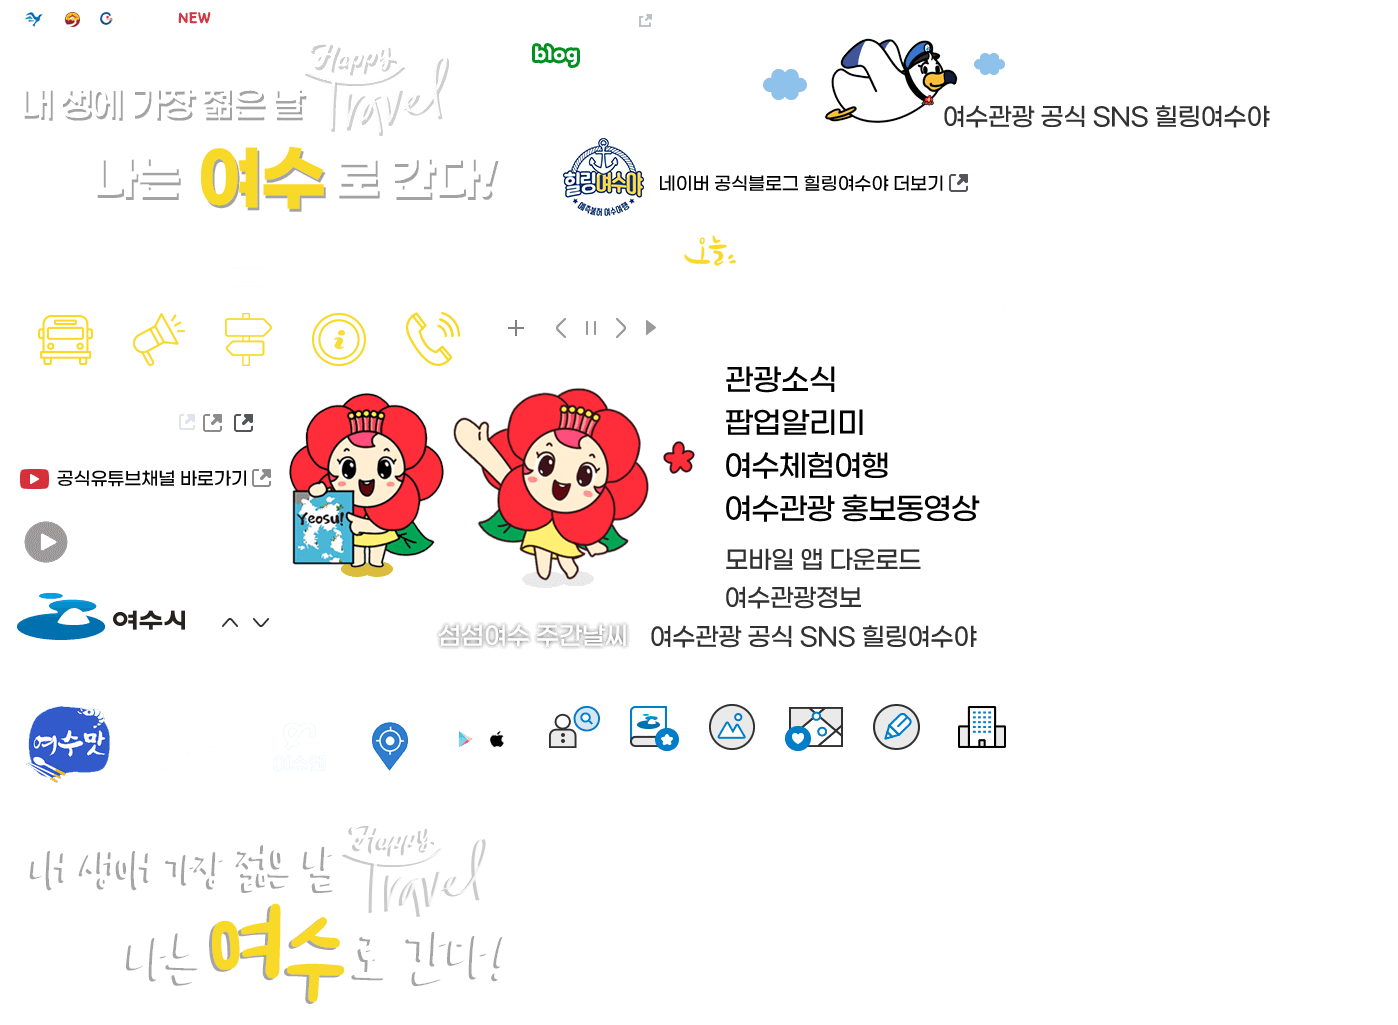 NEW
blog
Happy
Travel
내 생에 가장 젊은 날
나는 여수로 간다!
여수관광 공식 SNS 힐링여수야
힐링여수야
네이버 공식블로그 힐링여수야 더보기
오늘
관광소식
팝업알리미
여수체험여행
여수관광 홍보동영상
공식유튜브채널 바로가기
Yeosu!
모바일 앱 다운로드
여수관광정보
여수시
섬섬여수 주간날씨
여수관광 공식 SNS 힐링여수야
여수맛
Happy
Travel
내 생에 가장 젊은 날
나는 여수로 간다!